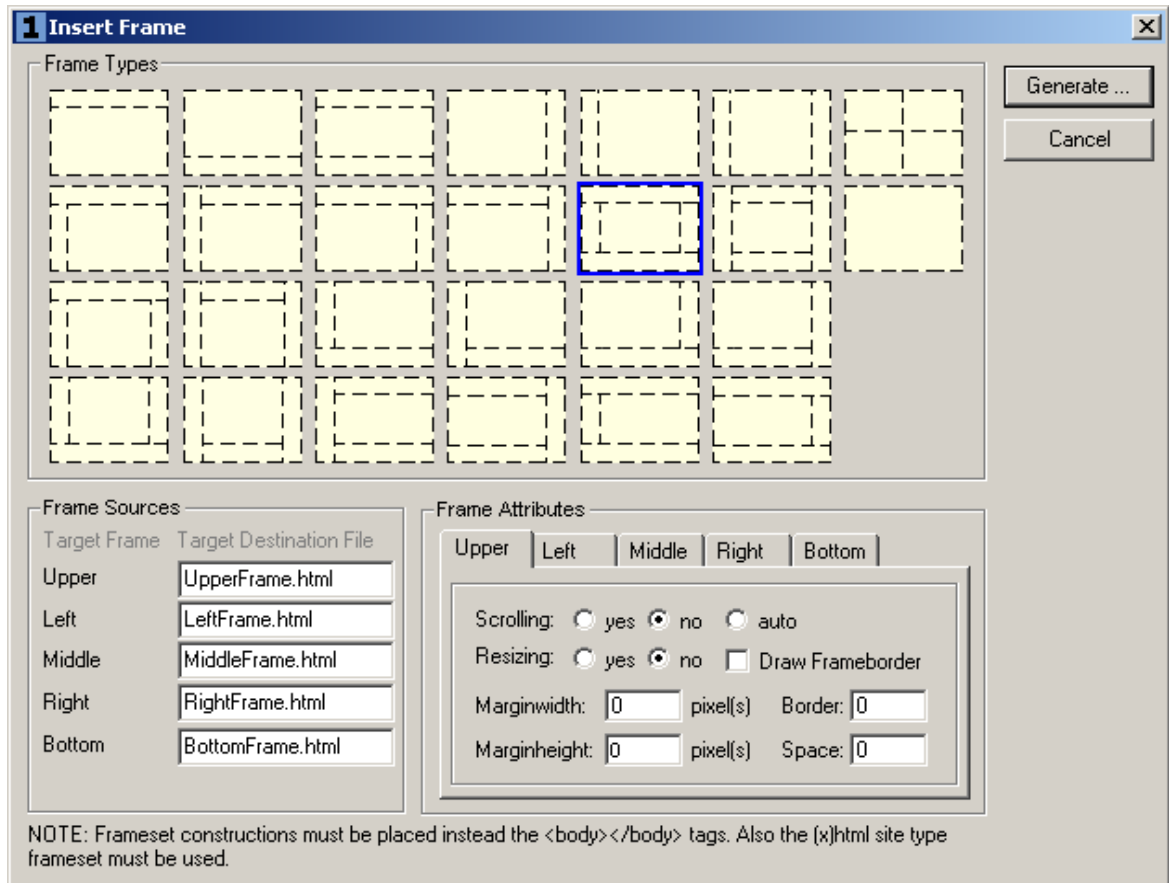 1 Insert Frame
Frame Types
Generate ...
Cancel
Frame Sources
Target Frame Target Destination File
Upper UpperFrame.html
Left LeftFrame.html
Middle MiddleFrame.html
Right RightFrame.html
Bottom BottomFrame.html
Frame Attributes
Upper Left Middle Right Bottom
Scrolling: yes no auto
Resizing: yes no Draw Frameborder
Marginwidth: 0 pixel(s) Border: 0
Marginheight: 0 pixel(s) Space: 0
NOTE: Frameset constructions must be placed instead the <body></body> tags. Also the (x)html site type
frameset must be used.